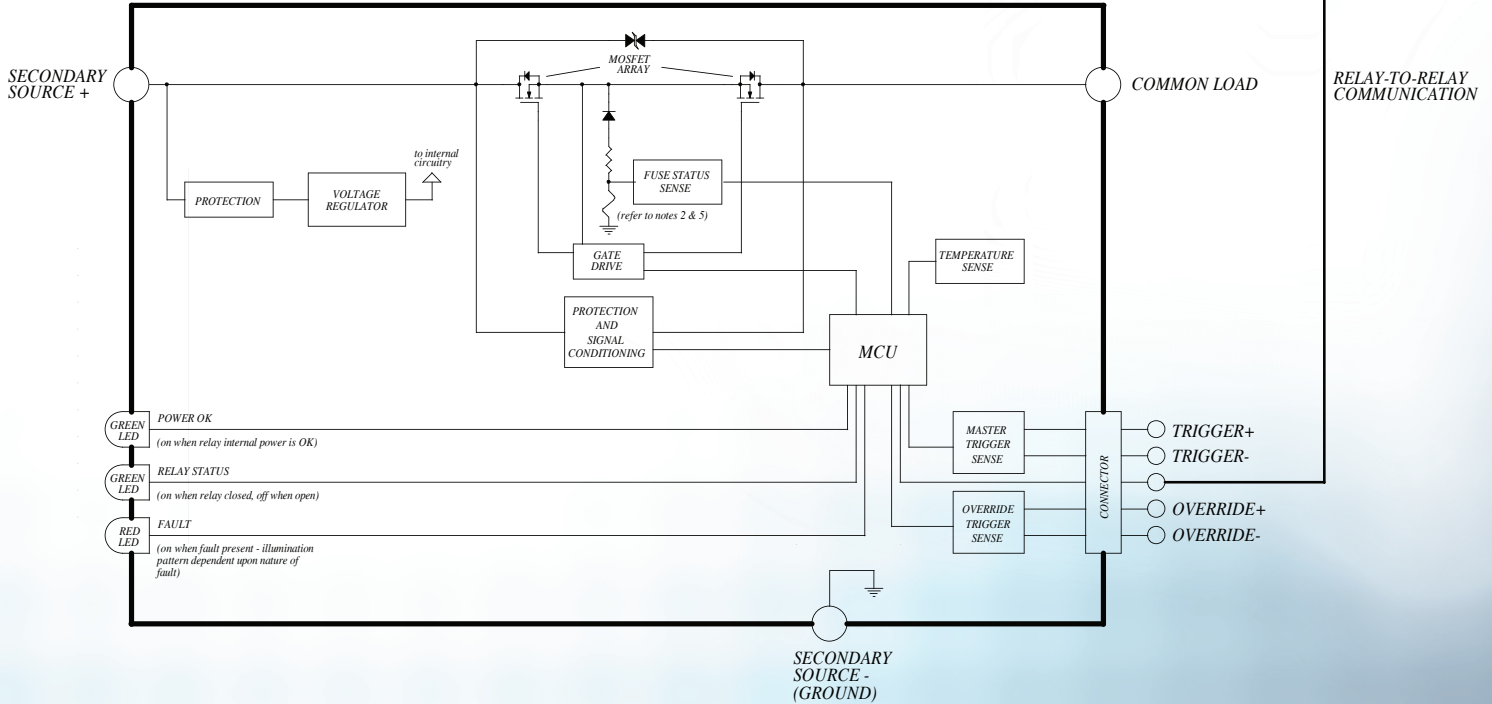 MOSFET
ARRAY
SECONDARY
SOURCE +
COMMON LOAD
RELAY-TO-RELAY
COMMUNICATION
to internal
circuitry
PROTECTION
VOLTAGE
REGULATOR
FUSE STATUS
SENSE
(refer to notes 2 & 5)
GATE
DRIVE
TEMPERATURE
SENSE
PROTECTION
AND
SIGNAL
CONDITIONING
MCU
GREEN
LED
POWER OK
(on when relay internal power is OK)
GREEN
LED
RELAY STATUS
(on when relay closed, off when open)
RED
LED
FAULT
(on when fault present - illumination
pattern dependent upon nature of
fault)
MASTER
TRIGGER
SENSE
OVERRIDE
TRIGGER
SENSE
CONNECTOR
TRIGGER+
TRIGGER-
OVERRIDE+
OVERRIDE-
SECONDARY
SOURCE -
(GROUND)